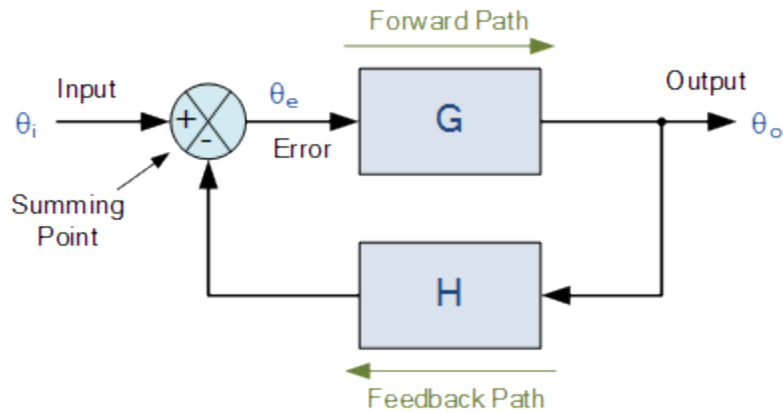 Forward Path
Input
Output
θi
+
-
θe
G
θo
Error
Summing
Point
H
Feedback Path